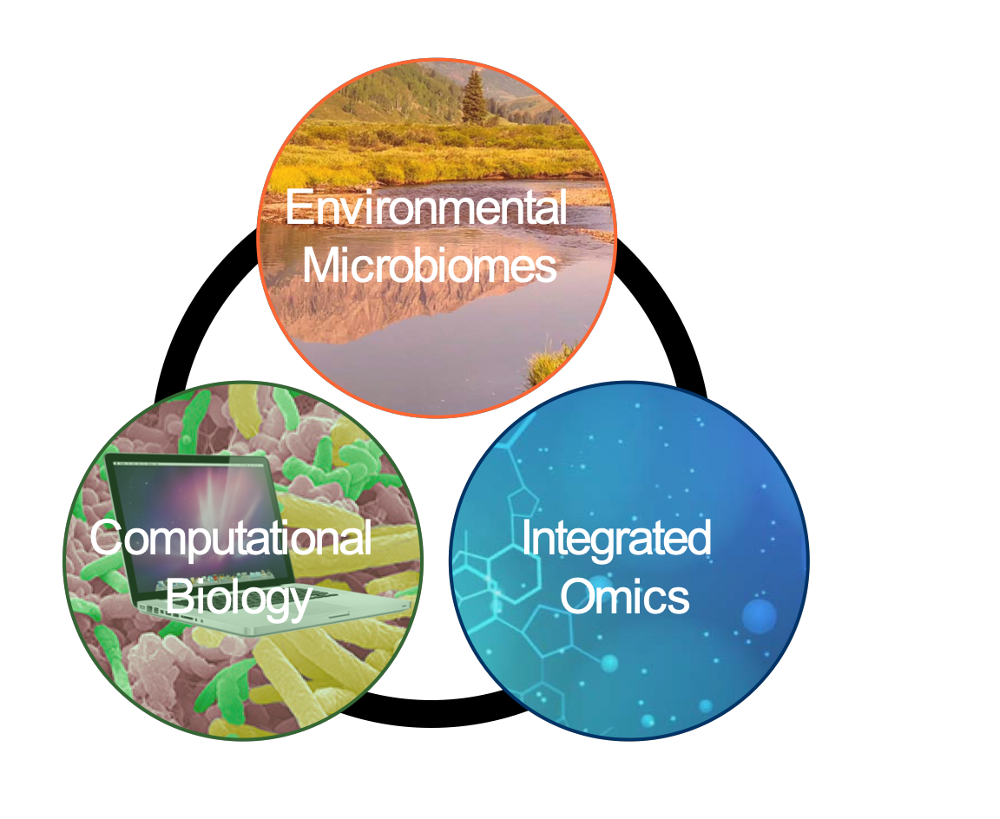 Environmental
Microbiomes
Computational
Biology
Integrated
Omics